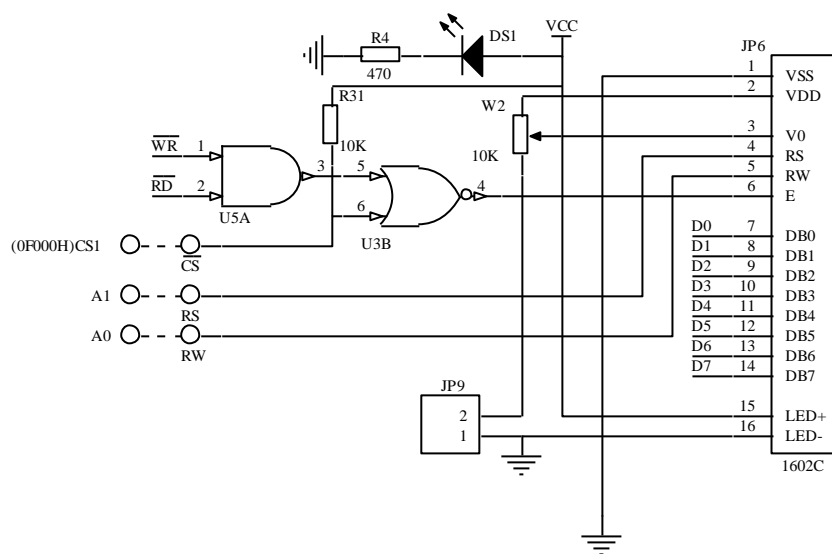 R4
DS1
VCC
JP6
470
R31
W2
10K
10K
1
VSS
2
VDD
3
V0
4
RS
5
RW
6
E
W̅R̅
1
3
5
4
R̅D̅
2
U5A
6
U3B
(0F000H)CS1
C̅S̅
A1
RS
A0
RW
D0
7
DB0
D1
8
DB1
D2
9
DB2
D3
10
DB3
D4
11
DB4
D5
12
DB5
D6
13
DB6
D7
14
DB7
JP9
2
1
15
LED+
16
LED-
1602C